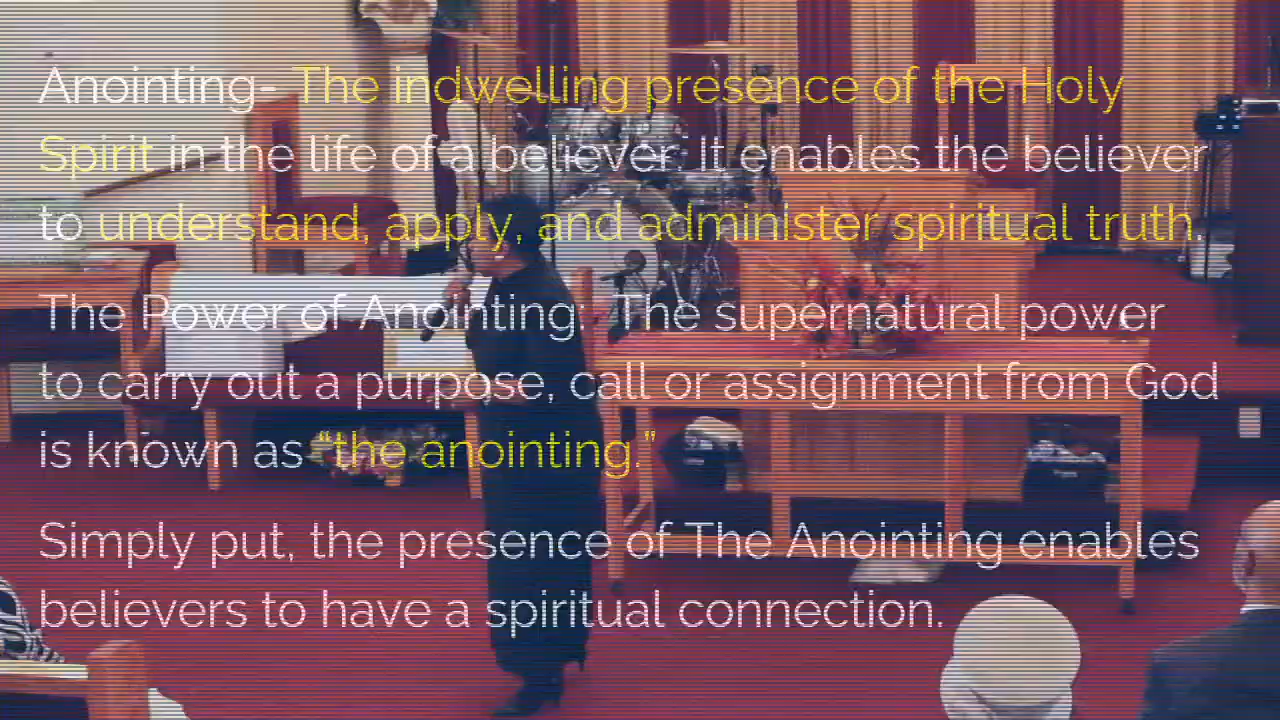 Anointing- The indwelling presence of the Holy
Spirit in the life of a believer. It enables the believer
to understand, apply, and administer spiritual truth.
The Power of Anointing:  The supernatural power
to carry out a purpose, call or assignment from God
is known as “the anointing.”
Simply put, the presence of The Anointing enables
believers to have a spiritual connection.